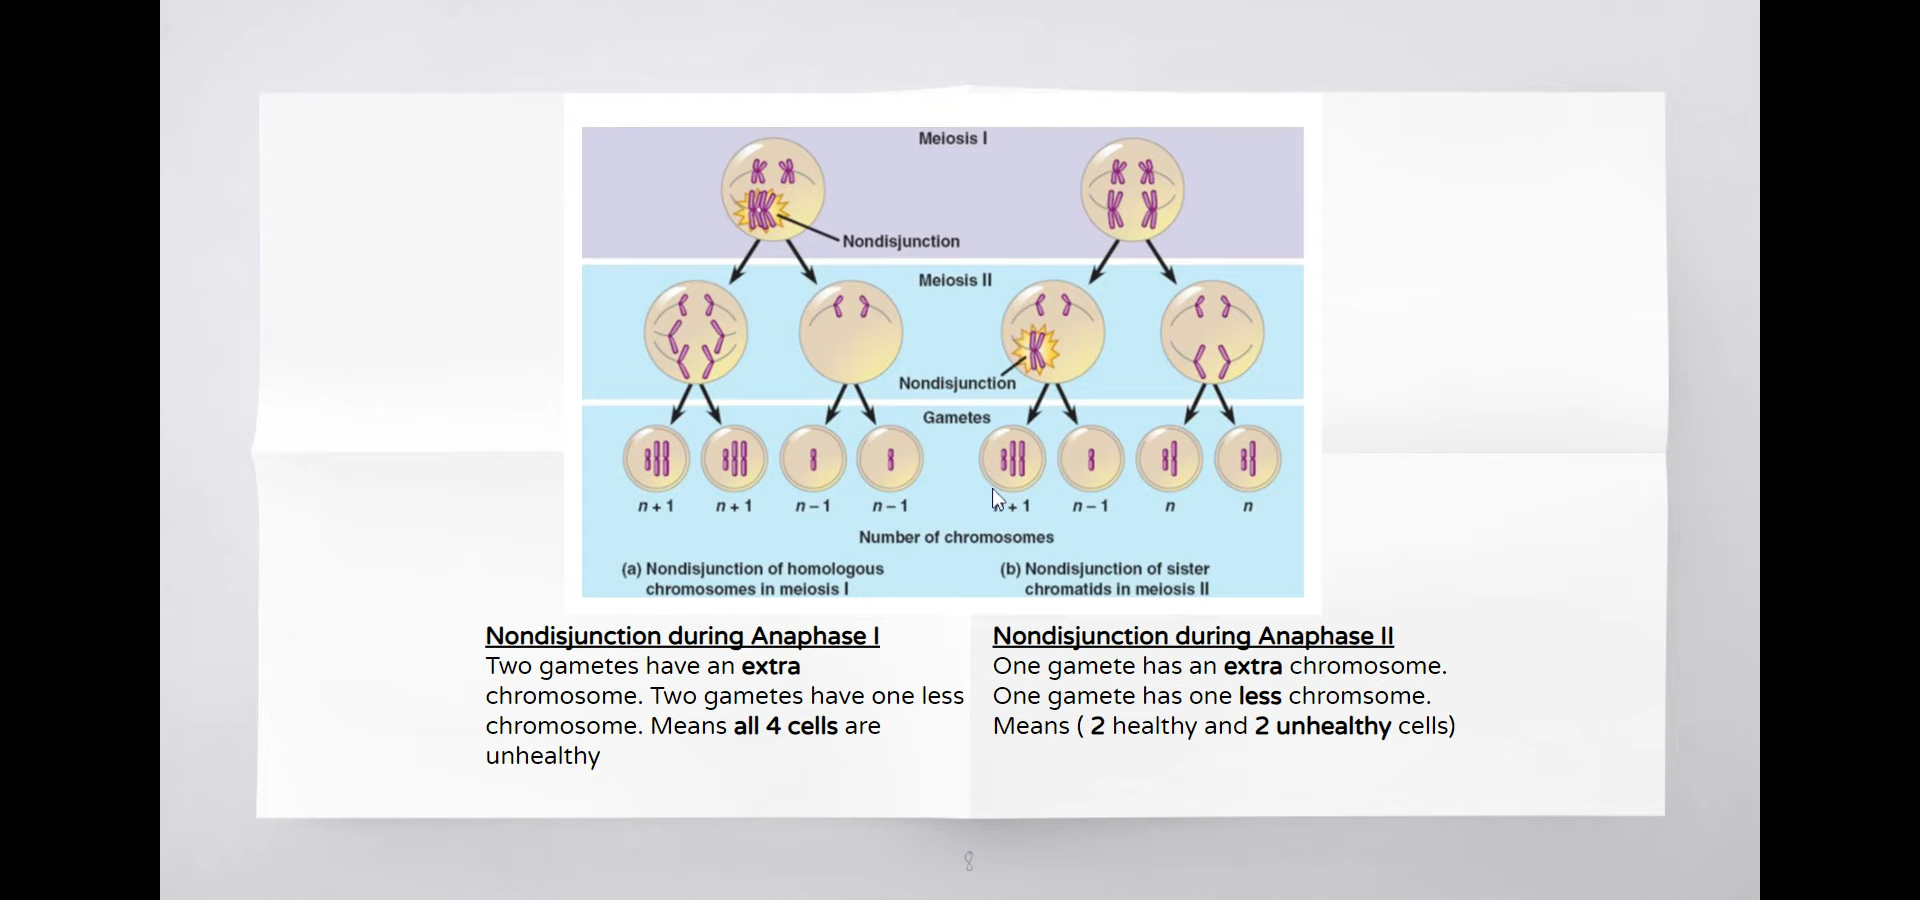 Meiosis I
Nondisjunction
Meiosis II
Nondisjunction
Gametes
n + 1
n + 1
n – 1
n – 1
+ 1
n – 1
n
n
Number of chromosomes
(a) Nondisjunction of homologous
chromosomes in meiosis I
(b) Nondisjunction of sister
chromatids in meiosis II
Nondisjunction during Anaphase I
Two gametes have an extra
chromosome. Two gametes have one less
chromosome. Means all 4 cells are
unhealthy
Nondisjunction during Anaphase II
One gamete has an extra chromosome.
One gamete has one less chromsome.
Means ( 2 healthy and 2 unhealthy cells)
8